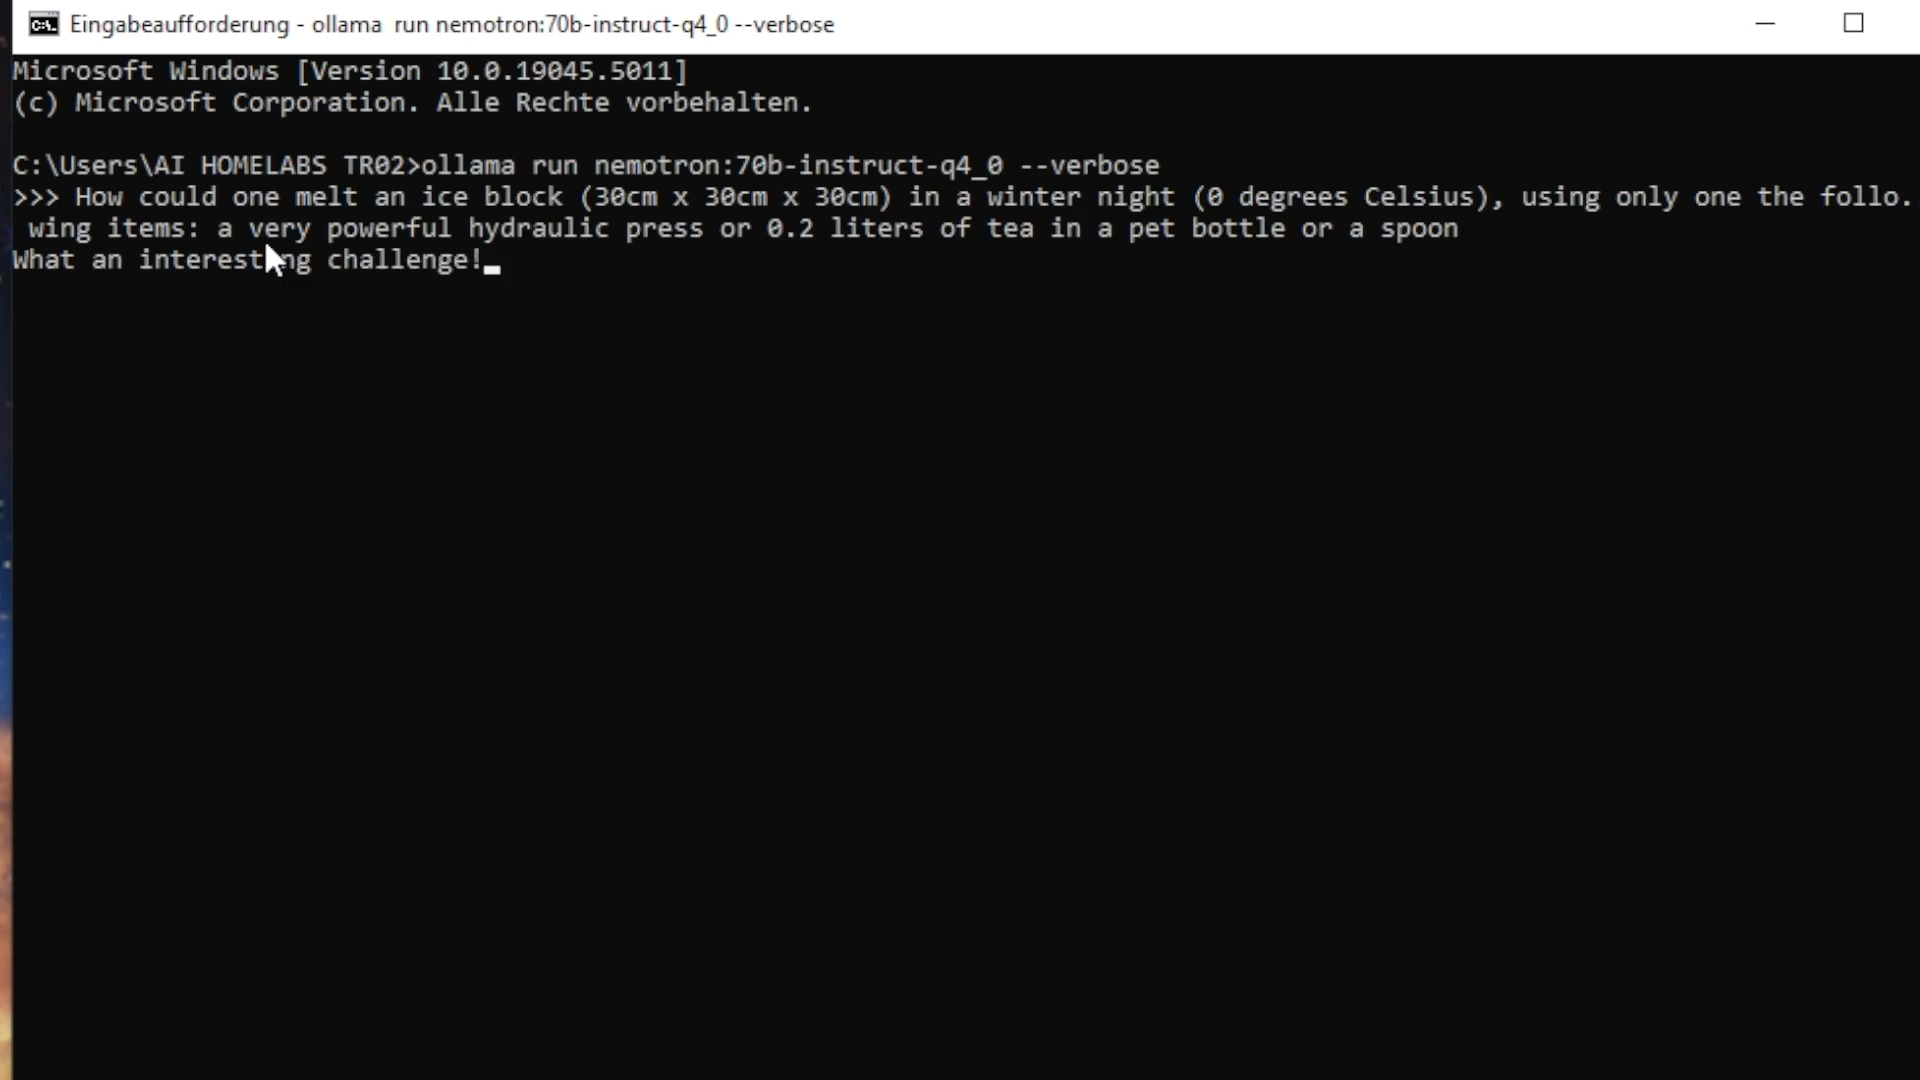 Eingabeaufforderung - ollama  run nemotron:70b-instruct-q4_0 --verbose
Microsoft Windows [Version 10.0.19045.5011]
(c) Microsoft Corporation. Alle Rechte vorbehalten.
C:\Users\AI HOMELABS TR02>ollama run nemotron:70b-instruct-q4_0 --verbose
>>> How could one melt an ice block (30cm x 30cm x 30cm) in a winter night (0 degrees Celsius), using only one the follo.
wing items: a very powerful hydraulic press or 0.2 liters of tea in a pet bottle or a spoon
What an interesting challenge!